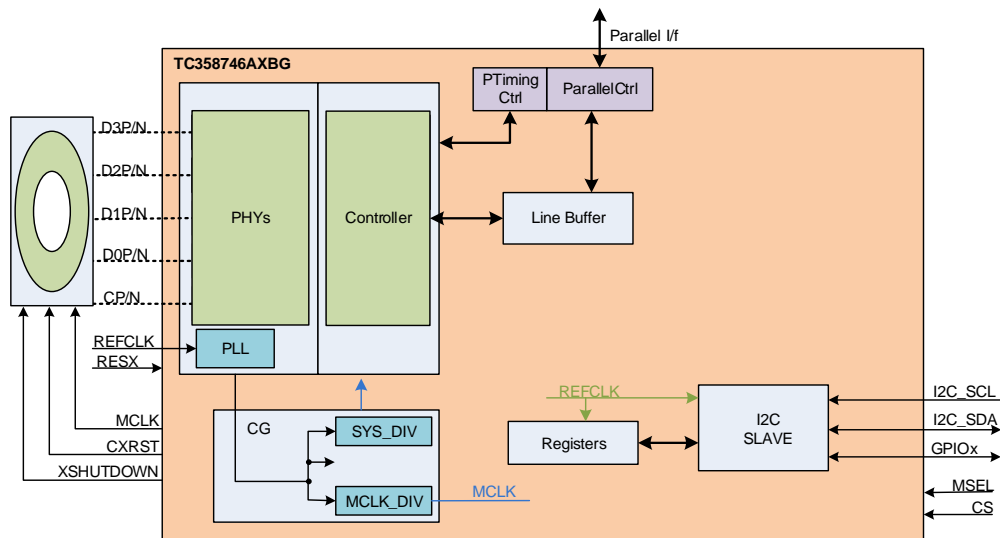 Parallel I/f
TC358746AXBG
PTiming
Ctrl
ParallelCtrl
D3P/N
D2P/N
D1P/N
D0P/N
CP/N
PHYs
Controller
Line Buffer
REFCLK
RESX
PLL
MCLK
CXRST
XSHUTDOWN
CG
SYS_DIV
MCLK_DIV
MCLK
REFCLK
Registers
I2C
SLAVE
I2C_SCL
I2C_SDA
GPIOx
MSEL
CS